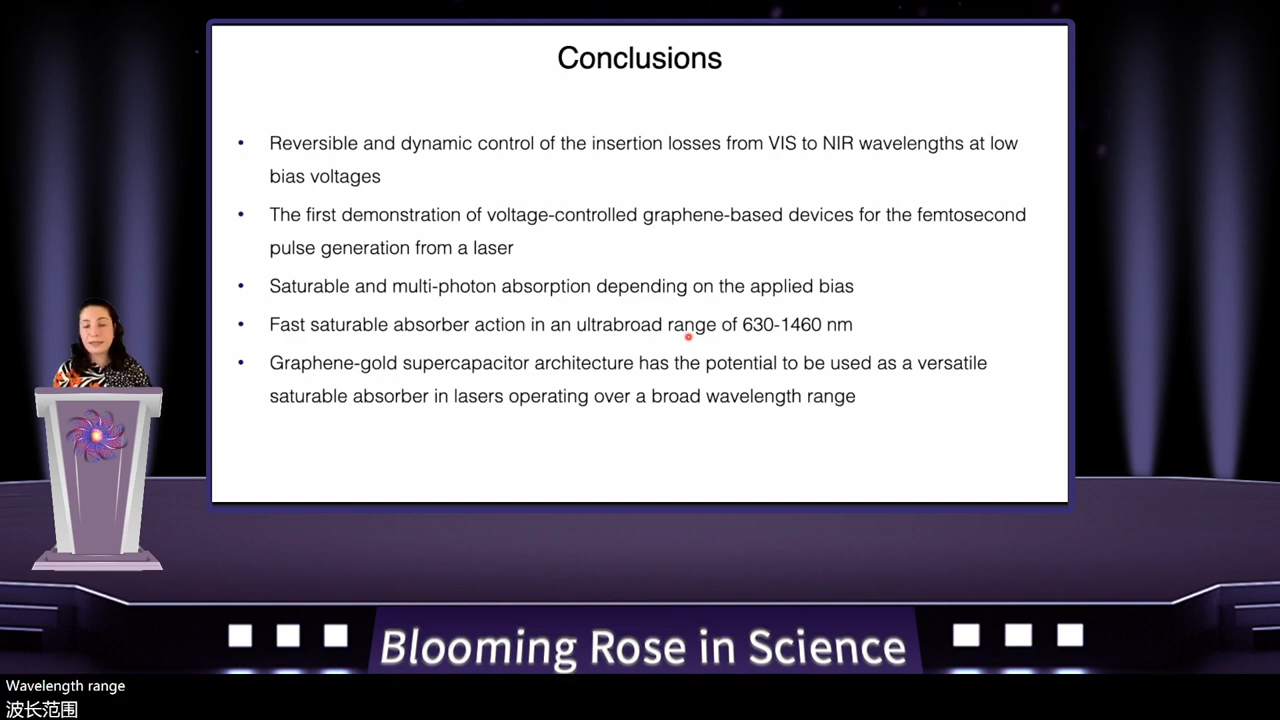 Conclusions
• Reversible and dynamic control of the insertion losses from VIS to NIR wavelengths at low
bias voltages
• The first demonstration of voltage-controlled graphene-based devices for the femtosecond
pulse generation from a laser
• Saturable and multi-photon absorption depending on the applied bias
• Fast saturable absorber action in an ultrabroad range of 630-1460 nm
• Graphene-gold supercapacitor architecture has the potential to be used as a versatile
saturable absorber in lasers operating over a broad wavelength range
Blooming Rose in Science
Wavelength range
波长范围